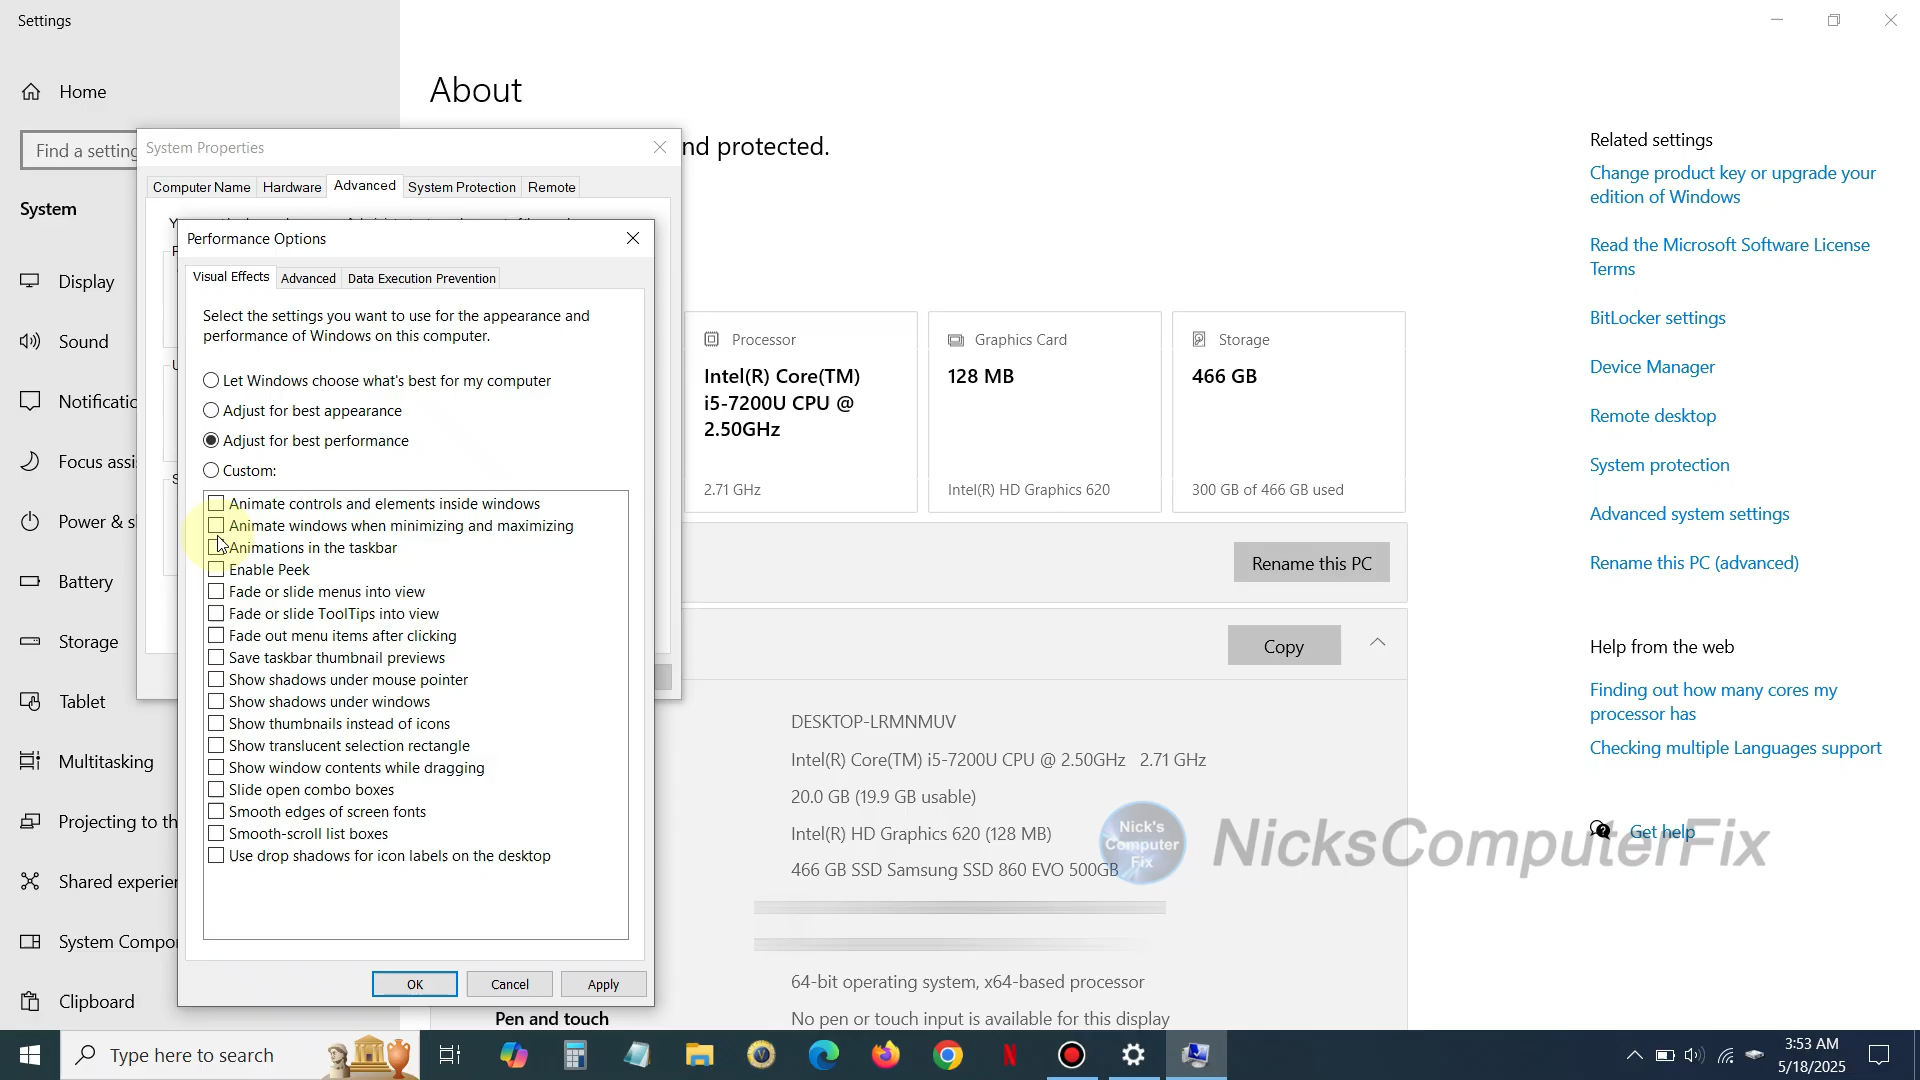 Settings
Home
Find a setting
System
Display
Sound
Notificatio
Focus assi
Power & sl
Battery
Storage
Tablet
Multitasking
Projecting to th
Shared experien
System Compo
Clipboard
About
nd protected.
System Properties
Computer Name
Hardware
Advanced
System Protection
Remote
Performance Options
Visual Effects
Advanced
Data Execution Prevention
Select the settings you want to use for the appearance and
performance of Windows on this computer.
Let Windows choose what's best for my computer
Adjust for best appearance
Adjust for best performance
Custom:
Animate controls and elements inside windows
Animate windows when minimizing and maximizing
Animations in the taskbar
Enable Peek
Fade or slide menus into view
Fade or slide ToolTips into view
Fade out menu items after clicking
Save taskbar thumbnail previews
Show shadows under mouse pointer
Show shadows under windows
Show thumbnails instead of icons
Show translucent selection rectangle
Show window contents while dragging
Slide open combo boxes
Smooth edges of screen fonts
Smooth-scroll list boxes
Use drop shadows for icon labels on the desktop
OK
Cancel
Apply
Processor
Intel(R) Core(TM)
i5-7200U CPU @
2.50GHz
2.71 GHz
Graphics Card
128 MB
Intel(R) HD Graphics 620
Storage
466 GB
300 GB of 466 GB used
Rename this PC
Copy
DESKTOP-LRMNMUV
Intel(R) Core(TM) i5-7200U CPU @ 2.50GHz 2.71 GHz
20.0 GB (19.9 GB usable)
Intel(R) HD Graphics 620 (128 MB)
466 GB SSD Samsung SSD 860 EVO 500GB
64-bit operating system, x64-based processor
Pen and touch
No pen or touch input is available for this display
Related settings
Change product key or upgrade your
edition of Windows
Read the Microsoft Software License
Terms
BitLocker settings
Device Manager
Remote desktop
System protection
Advanced system settings
Rename this PC (advanced)
Help from the web
Finding out how many cores my
processor has
Checking multiple Languages support
Get help
Nick's
Computer
Fix
NicksComputerFix
Type here to search
3:53 AM
5/18/2025